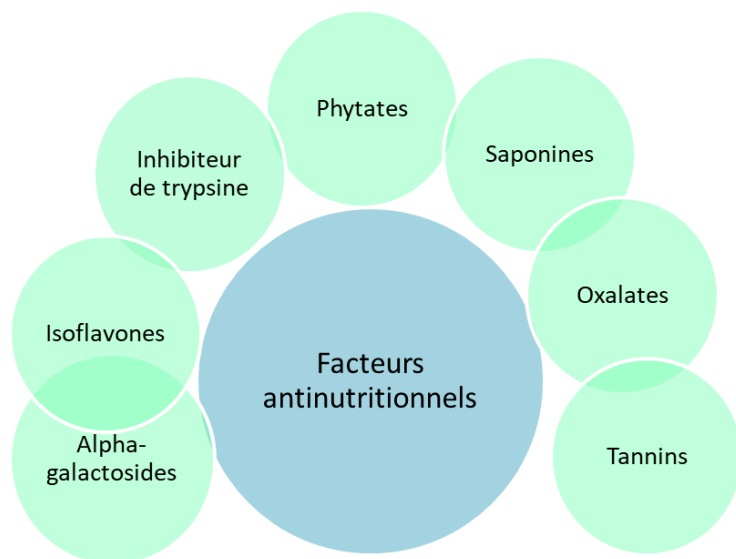 Phytates
Saponines
Inhibiteur
de trypsine
Oxalates
Isoflavones
Facteurs
antinutritionnels
Alpha-
galactosides
Tannins